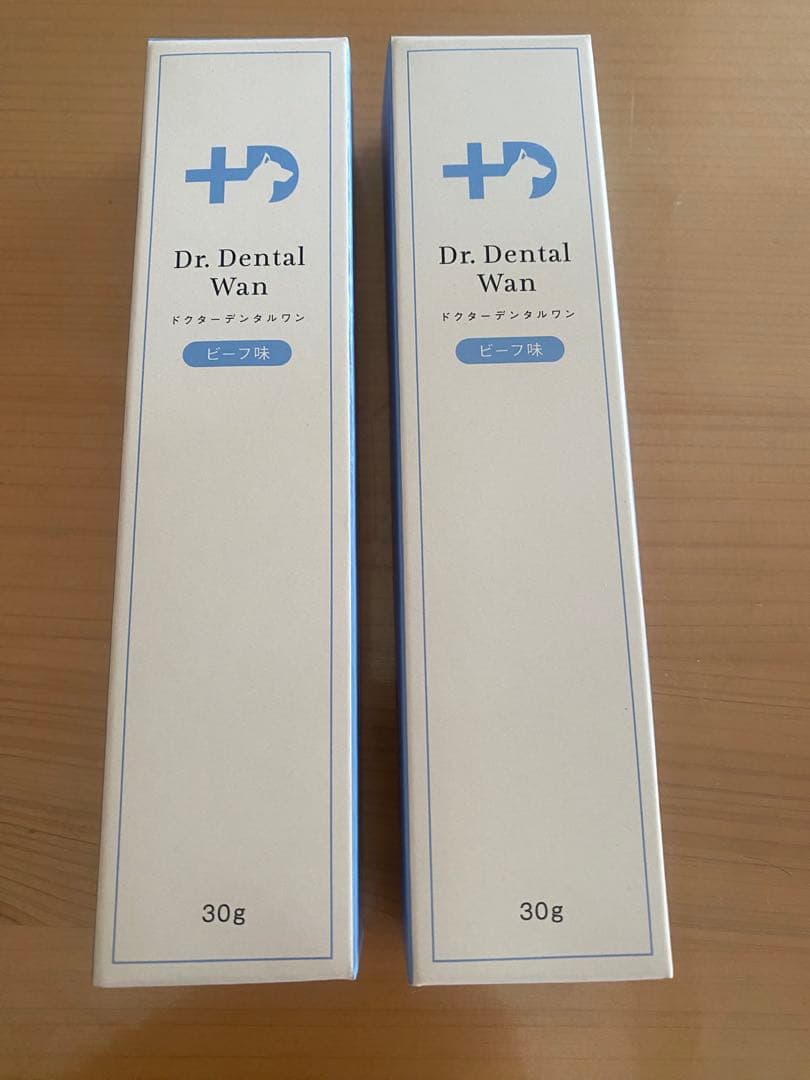 Dr. Dental
Wan
ドクターデンタルワン
ビーフ味
30g
Dr. Dental
Wan
ドクターデンタルワン
ビーフ味
30g